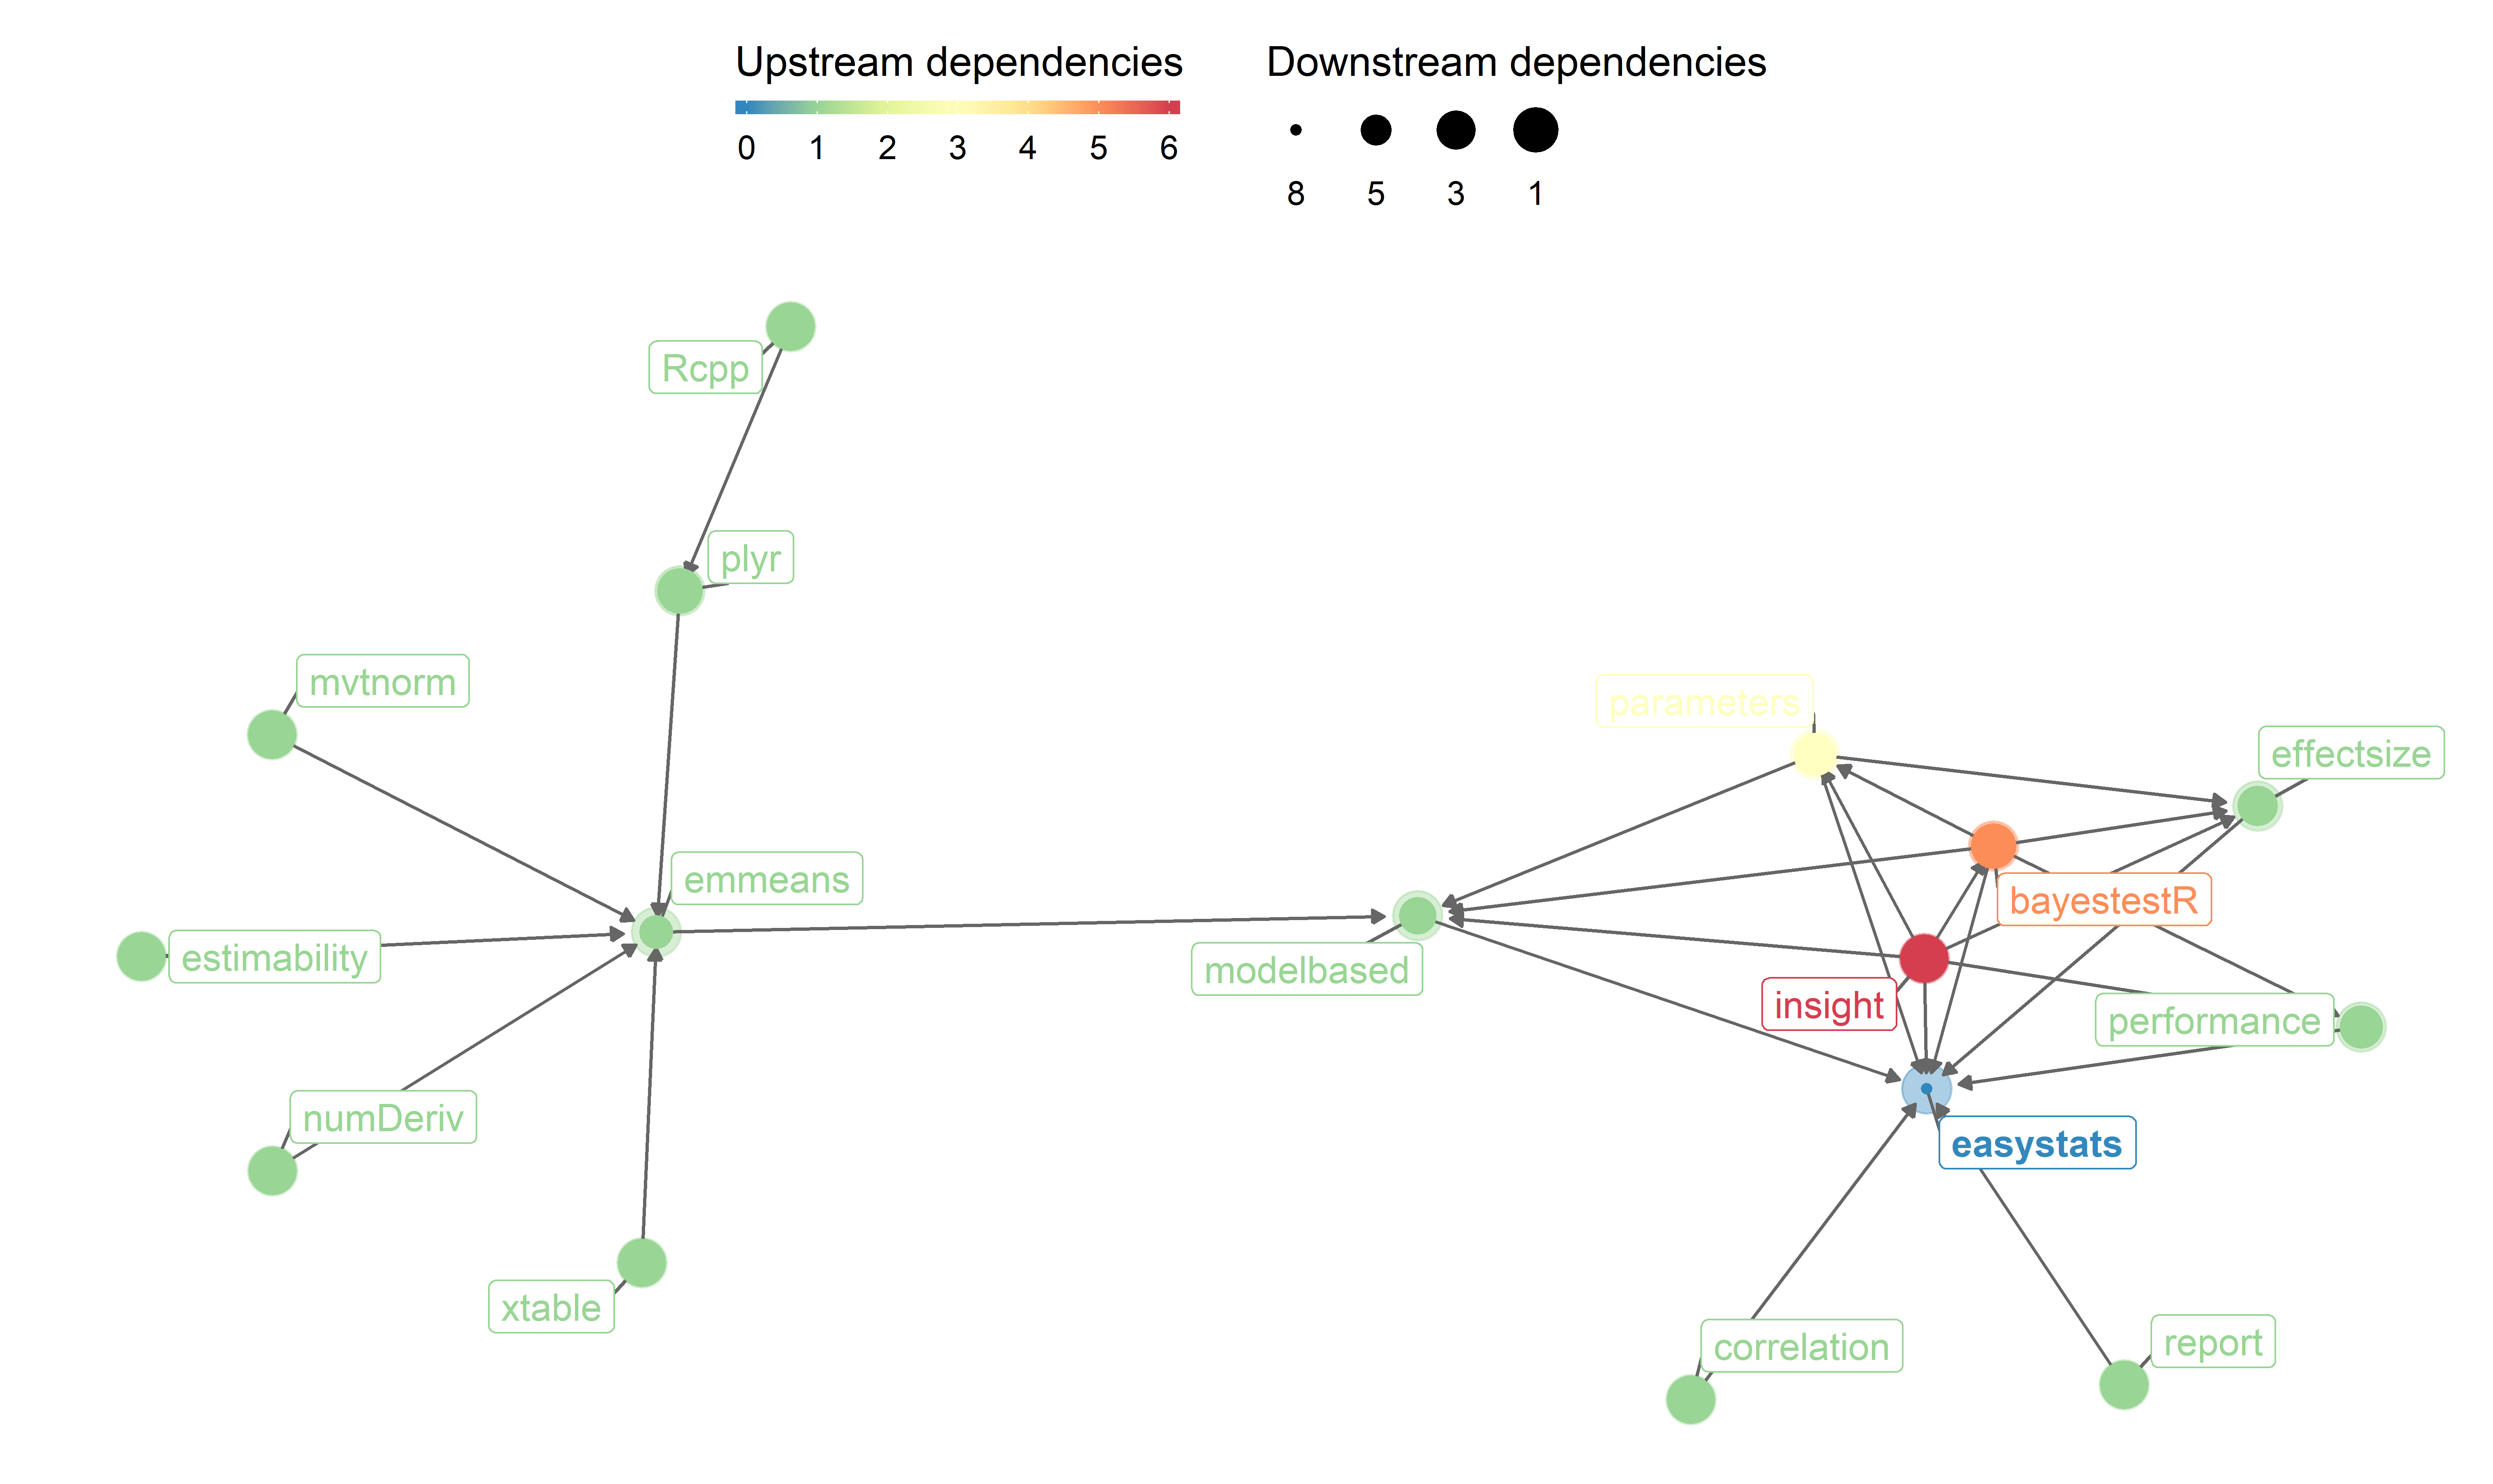 Upstream dependencies
0 1 2 3 4 5 6
Downstream dependencies
8 5 3 1
Rcpp
plyr
mvtnorm
parameters
effectsize
emmeans
bayestestR
estimability
modelbased
insight
performance
numDeriv
easystats
xtable
correlation
report